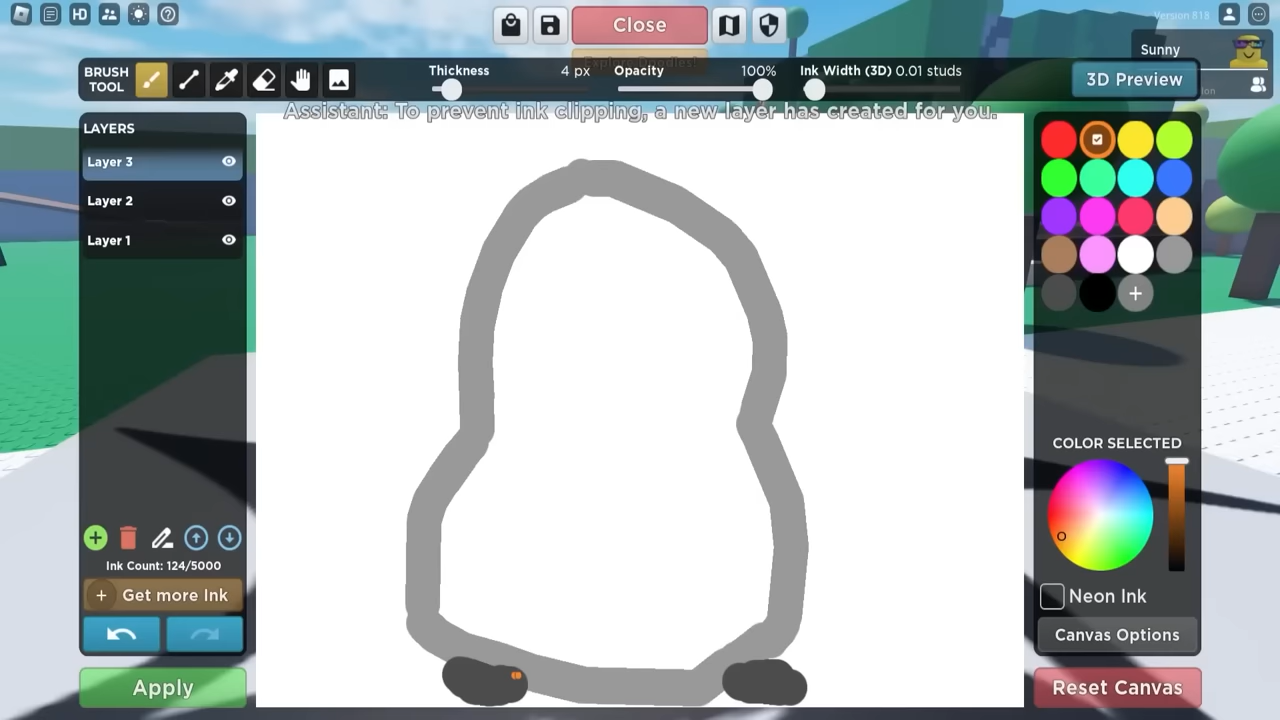 HD
Close
Version 818
Sunny
BRUSH
TOOL
Thickness
4 px
Opacity
100%
Ink Width (3D) 0.01 studs
3D Preview
Assistant: To prevent ink clipping, a new layer has created for you.
LAYERS
Layer 3
Layer 2
Layer 1
Ink Count: 124/5000
+ Get more Ink
Apply
COLOR SELECTED
Neon Ink
Canvas Options
Reset Canvas